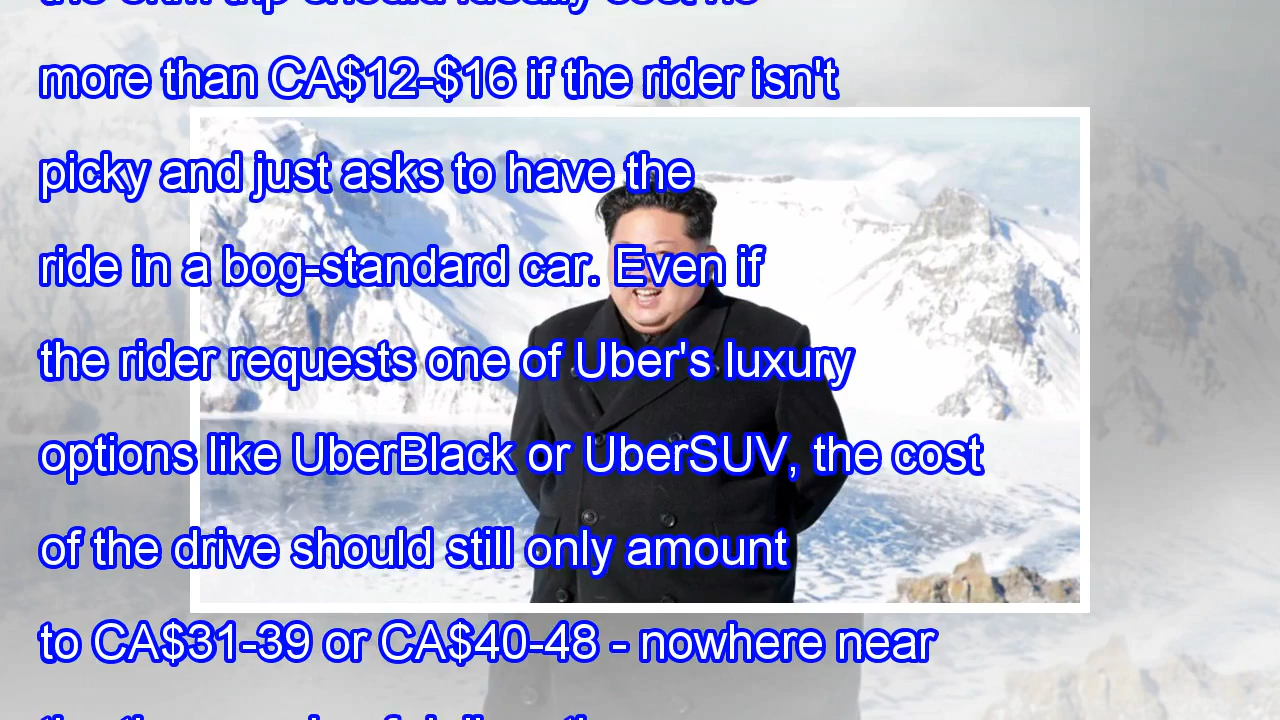 more than CA$12-$16 if the rider isn't
picky and just asks to have the
ride in a bog-standard car. Even if
the rider requests one of Uber's luxury
options like UberBlack or UberSUV, the cost
of the drive should still only amount
to CA$31-39 or CA$40-48 - nowhere near